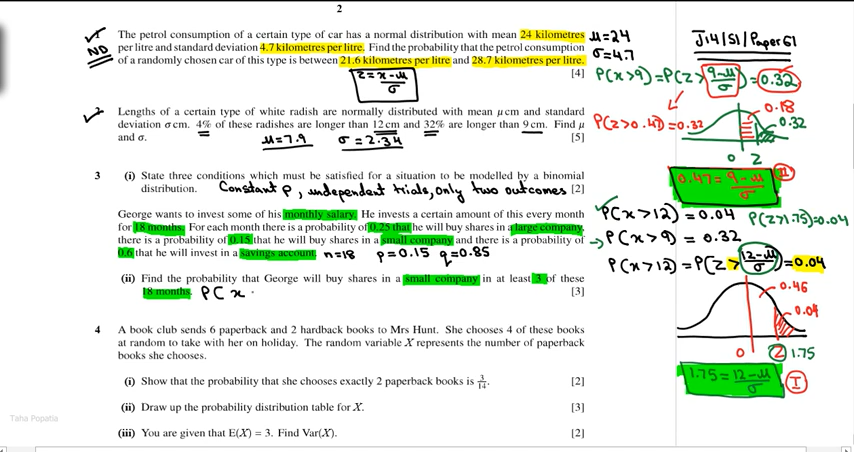 2
1 The petrol consumption of a certain type of car has a normal distribution with mean 24 kilometres
per litre and standard deviation 4.7 kilometres per litre. Find the probability that the petrol consumption
of a randomly chosen car of this type is between 21.6 kilometres per litre and 28.7 kilometres per litre.
[4]
ND
μ=24
σ=4.7
z=x-μ/σ
2 Lengths of a certain type of white radish are normally distributed with mean μ cm and standard
deviation σ cm. 4% of these radishes are longer than 12 cm and 32% are longer than 9 cm. Find μ
and σ. [5]
μ=7.9 σ=2.34
3 (i) State three conditions which must be satisfied for a situation to be modelled by a binomial
distribution. Constant p, independent trials, only two outcomes [2]
George wants to invest some of his monthly salary. He invests a certain amount of this every month
for 18 months. For each month there is a probability of 0.25 that he will buy shares in a large company,
there is a probability of 0.15 that he will buy shares in a small company and there is a probability of
0.6 that he will invest in a savings account. n=18 p=0.15 q=0.85
(ii) Find the probability that George will buy shares in a small company in at least 3 of these
18 months. P(x [3]
4 A book club sends 6 paperback and 2 hardback books to Mrs Hunt. She chooses 4 of these books
at random to take with her on holiday. The random variable X represents the number of paperback
books she chooses.
(i) Show that the probability that she chooses exactly 2 paperback books is 3/14. [2]
(ii) Draw up the probability distribution table for X. [3]
(iii) You are given that E(X) = 3. Find Var(X). [2]
Taha Popatia
J14/S1/Paper 61
P(x>9)=P(z>9-μ/σ)=0.32
P(z>0.47)=0.32
0.18
0.32
0 z
0.47=9-μ/σ II
P(x>12)=0.04 P(z>1.75)=0.04
P(x>9)=0.32
P(x>12)=P(z>12-μ/σ)=0.04
0.46
0.04
0 z 1.75
1.75=12-μ/σ I